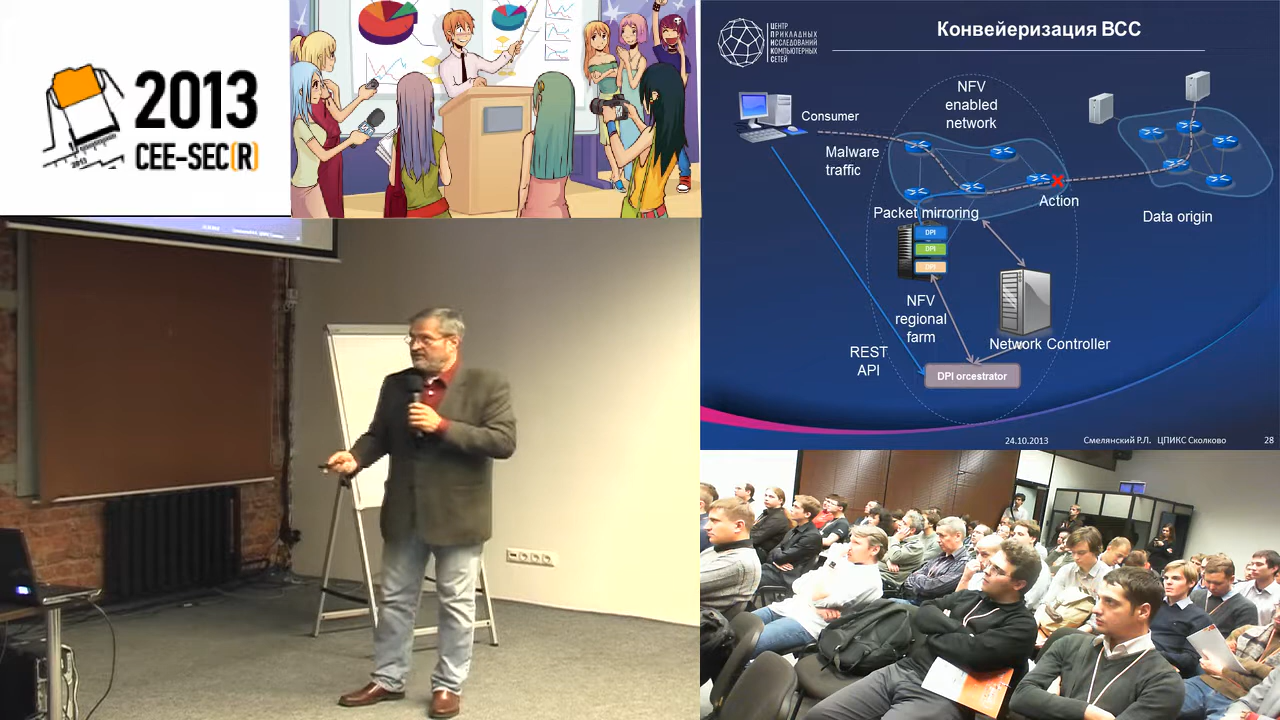 2013
CEE-SEC(R)
2013
ЦЕНТР
ПРИКЛАДНЫХ
ИССЛЕДОВАНИЙ
КОМПЬЮТЕРНЫХ
СЕТЕЙ
Конвейеризация ВСС
NFV
enabled
network
Consumer
Malware
traffic
Action
Packet mirroring
Data origin
DPI
DPI
DPI
NFV
regional
farm
Network Controller
REST
API
DPI orcestrator
24.10.2013
Смелянский Р.Л. ЦПИКС Сколково
28